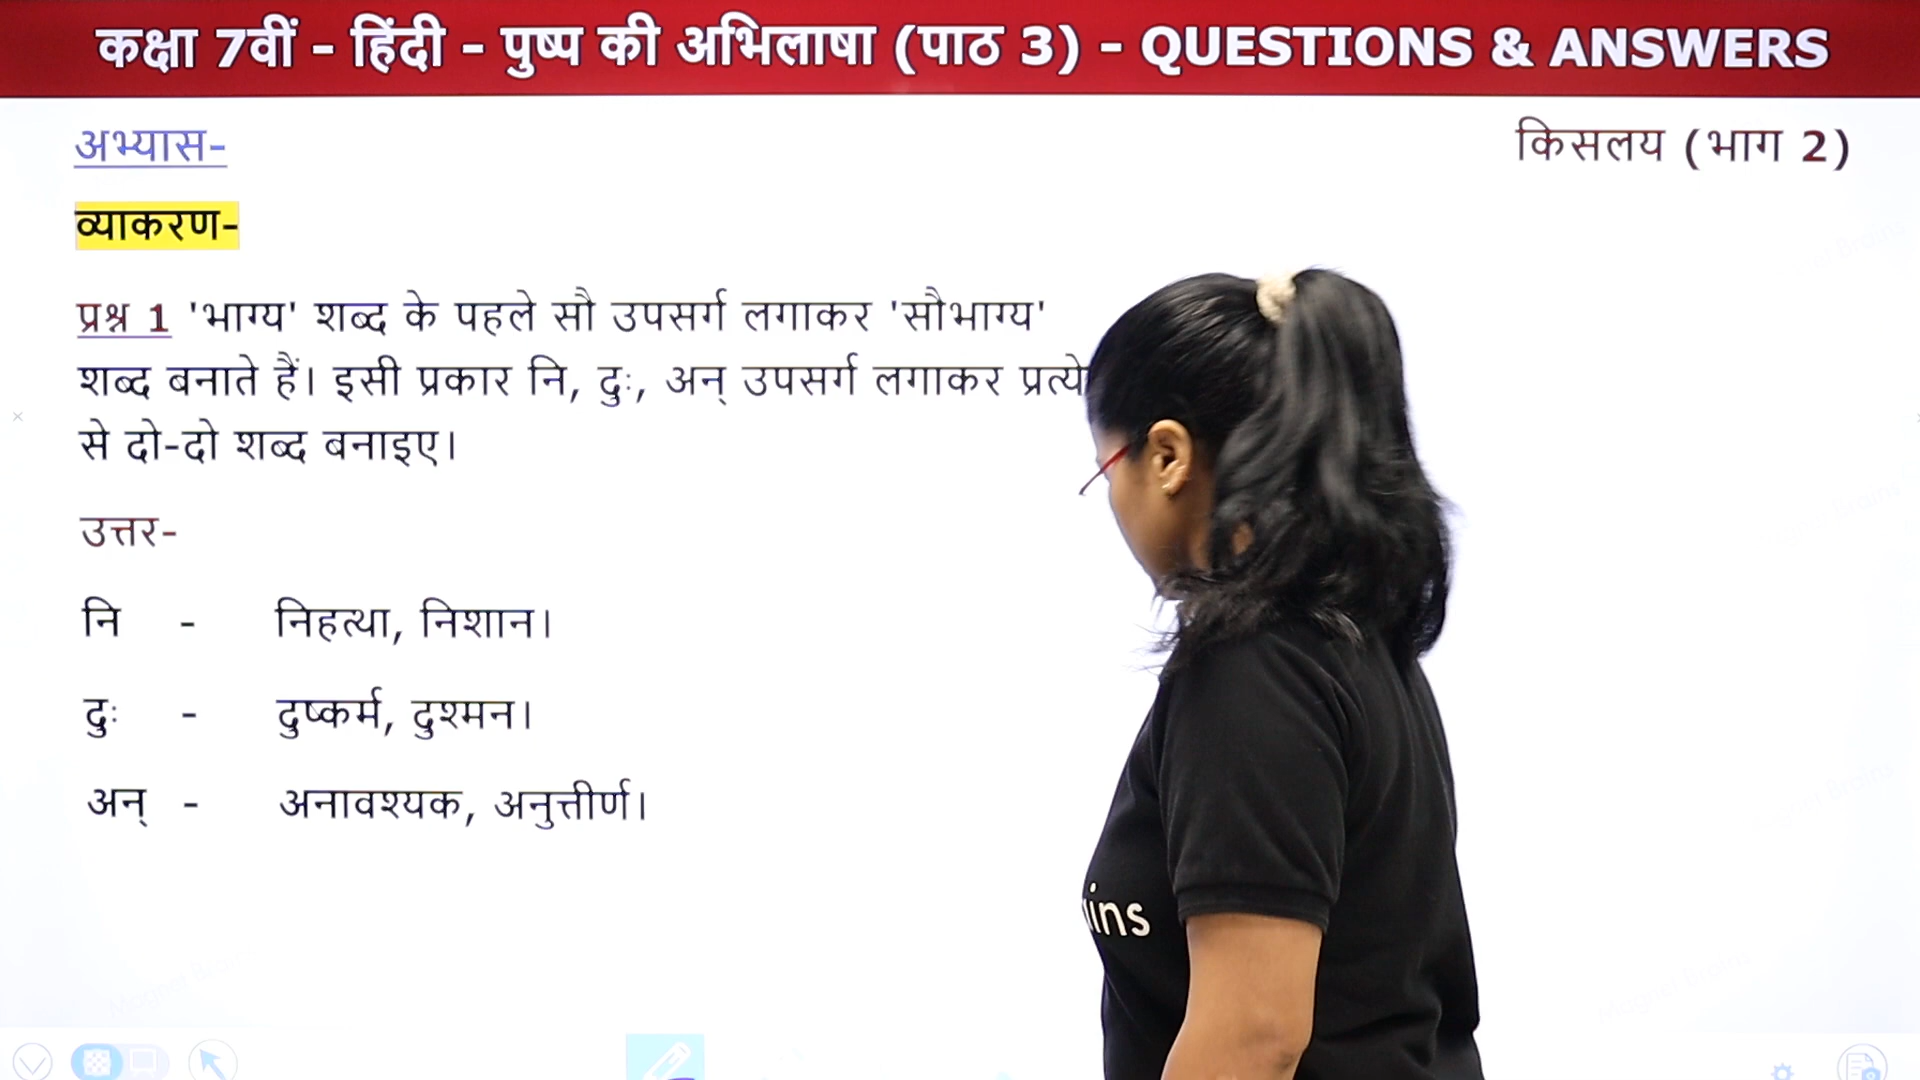 कक्षा 7वीं - हिंदी - पुष्प की अभिलाषा (पाठ 3) - QUESTIONS & ANSWERS
अभ्यास-
किसलय (भाग 2)
व्याकरण-
प्रश्न 1 'भाग्य' शब्द के पहले सौ उपसर्ग लगाकर 'सौभाग्य'
शब्द बनाते हैं। इसी प्रकार नि, दुः, अन् उपसर्ग लगाकर प्रत्ये
से दो-दो शब्द बनाइए।
उत्तर-
नि - निहत्था, निशान।
दुः - दुष्कर्म, दुश्मन।
अन् - अनावश्यक, अनुत्तीर्ण।
ins